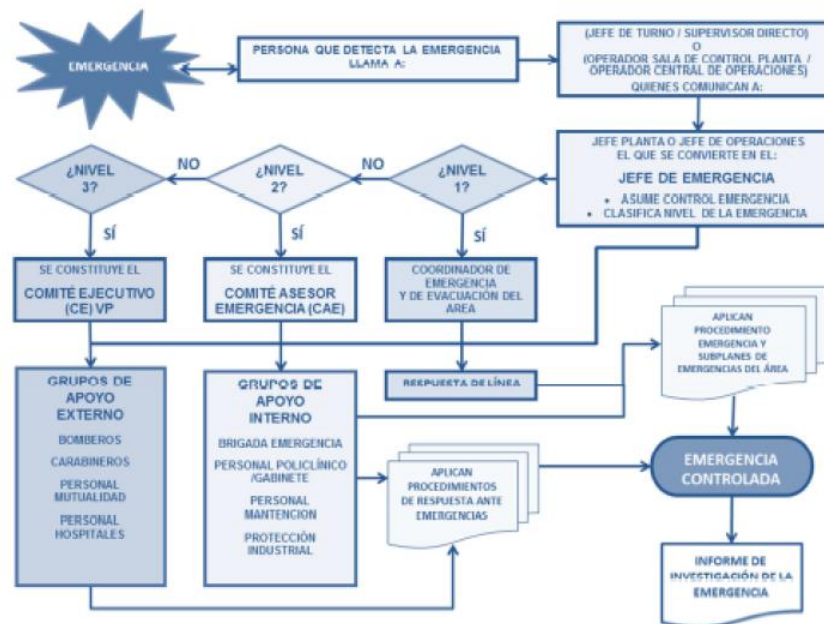 EMERGENCIA
PERSONA QUE DETECTA LA EMERGENCIA
LLAMA A:
(JEFE DE TURNO / SUPERVISOR DIRECTO)
O
(OPERADOR SALA DE CONTROL PLANTA /
OPERADOR CENTRAL DE OPERACIONES)
QUIENES COMUNICAN A:
JEFE PLANTA O JEFE DE OPERACIONES
EL QUE SE CONVIERTE EN EL:
JEFE DE EMERGENCIA
• ASUME CONTROL EMERGENCIA
• CLASIFICA NIVEL DE LA EMERGENCIA
¿NIVEL
1?
NO
¿NIVEL
2?
NO
¿NIVEL
3?
SÍ
SÍ
SÍ
SE CONSTITUYE EL
COMITÉ EJECUTIVO
(CE) VP
SE CONSTITUYE EL
COMITÉ ASESOR
EMERGENCIA (CAE)
COORDINADOR DE
EMERGENCIA
Y DE EVACUACIÓN DEL
AREA
RESPUESTA DE LÍNEA
GRUPOS DE
APOYO
EXTERNO
BOMBEROS
CARABINEROS
PERSONAL
MUTUALIDAD
PERSONAL
HOSPITALES
GRUPOS DE
APOYO
INTERNO
BRIGADA EMERGENCIA
PERSONAL POLICLÍNICO
/GABINETE
PERSONAL
MANTENCION
PROTECCIÓN
INDUSTRIAL
APLICAN
PROCEDIMIENTOS
DE RESPUESTA ANTE
EMERGENCIAS
APLICAN
PROCEDIMIENTO
EMERGENCIA Y
SUBPLANES DE
EMERGENCIAS DEL ÁREA
EMERGENCIA
CONTROLADA
INFORME DE
INVESTIGACIÓN DE LA
EMERGENCIA